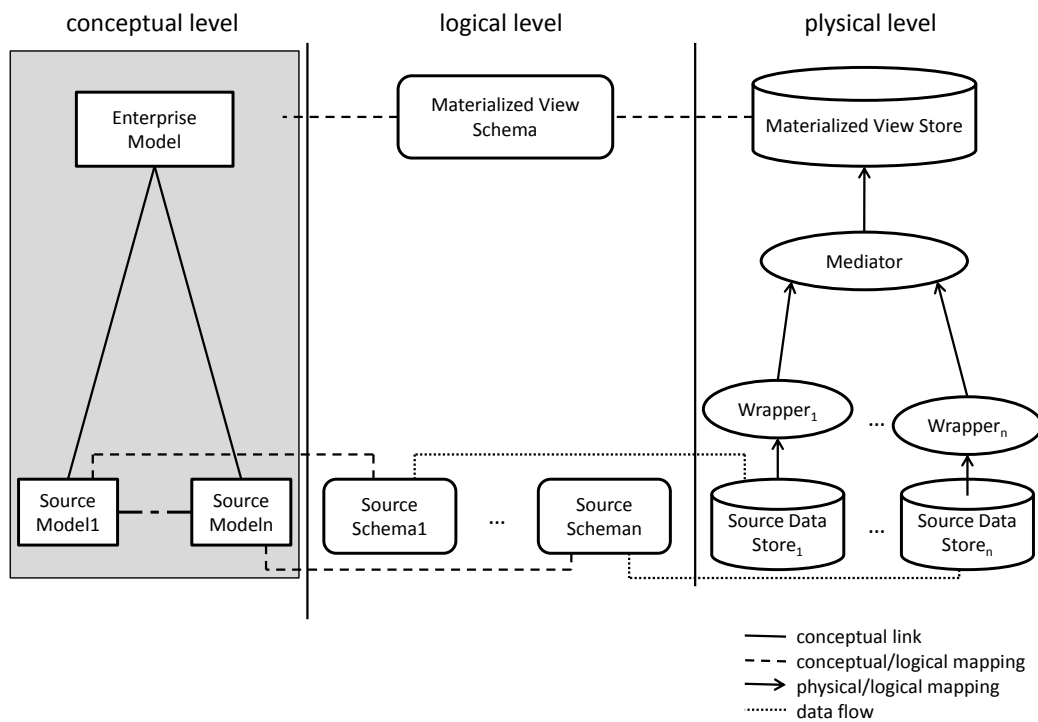 conceptual level
logical level
physical level
Enterprise
Model
Materialized View
Schema
Materialized View Store
Mediator
Wrapper₁
...
Wrapperₙ
Source
Model1
Source
Modeln
Source
Schema1
...
Source
Scheman
Source Data
Store₁
...
Source Data
Storeₙ
conceptual link
conceptual/logical mapping
physical/logical mapping
data flow